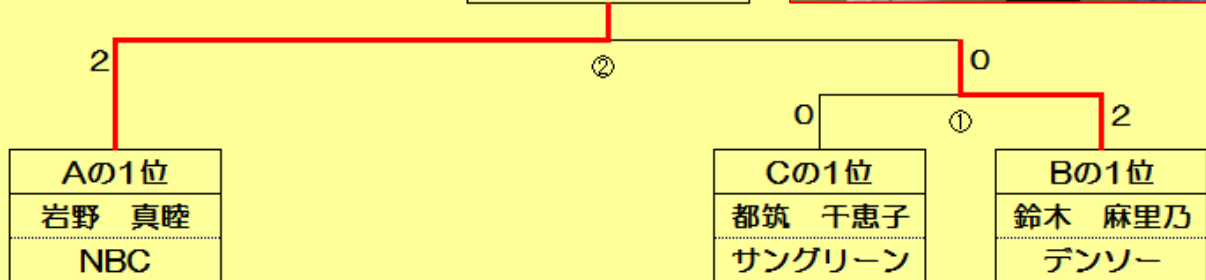 2
②
0
0
①
2
Aの1位
Cの1位
Bの1位
岩野 真睦
都筑 千恵子
鈴木 麻里乃
NBC
サングリーン
デンソー